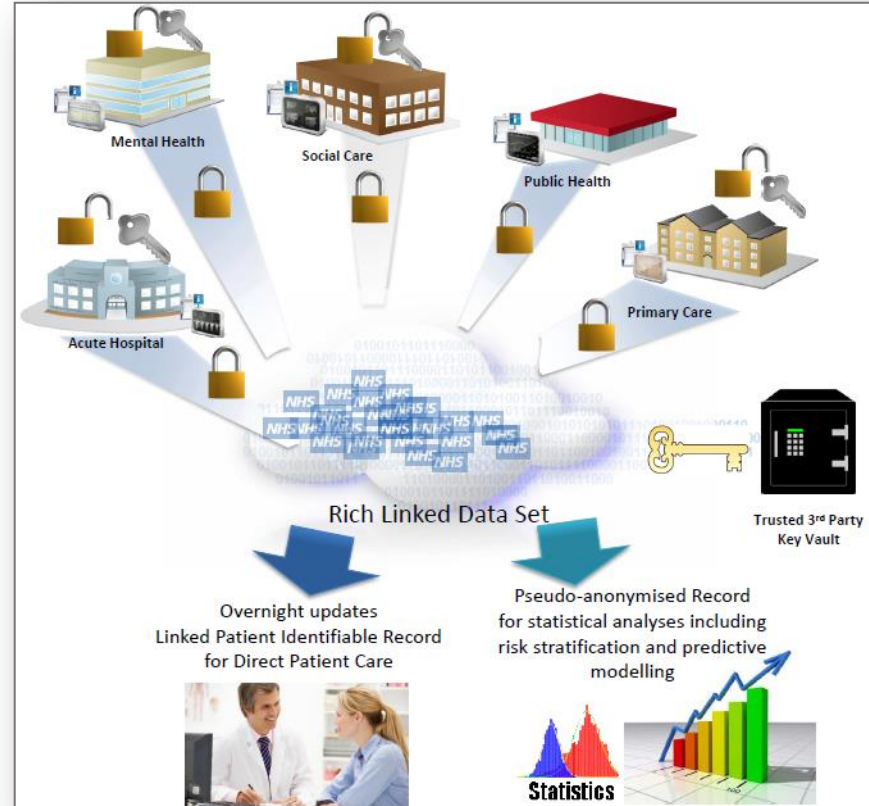 Mental Health
Social Care
Public Health
Acute Hospital
Primary Care
NHS
Rich Linked Data Set
Trusted 3rd Party
Key Vault
Overnight updates
Linked Patient Identifiable Record
for Direct Patient Care
Pseudo-anonymised Record
for statistical analyses including
risk stratification and predictive
modelling
Statistics